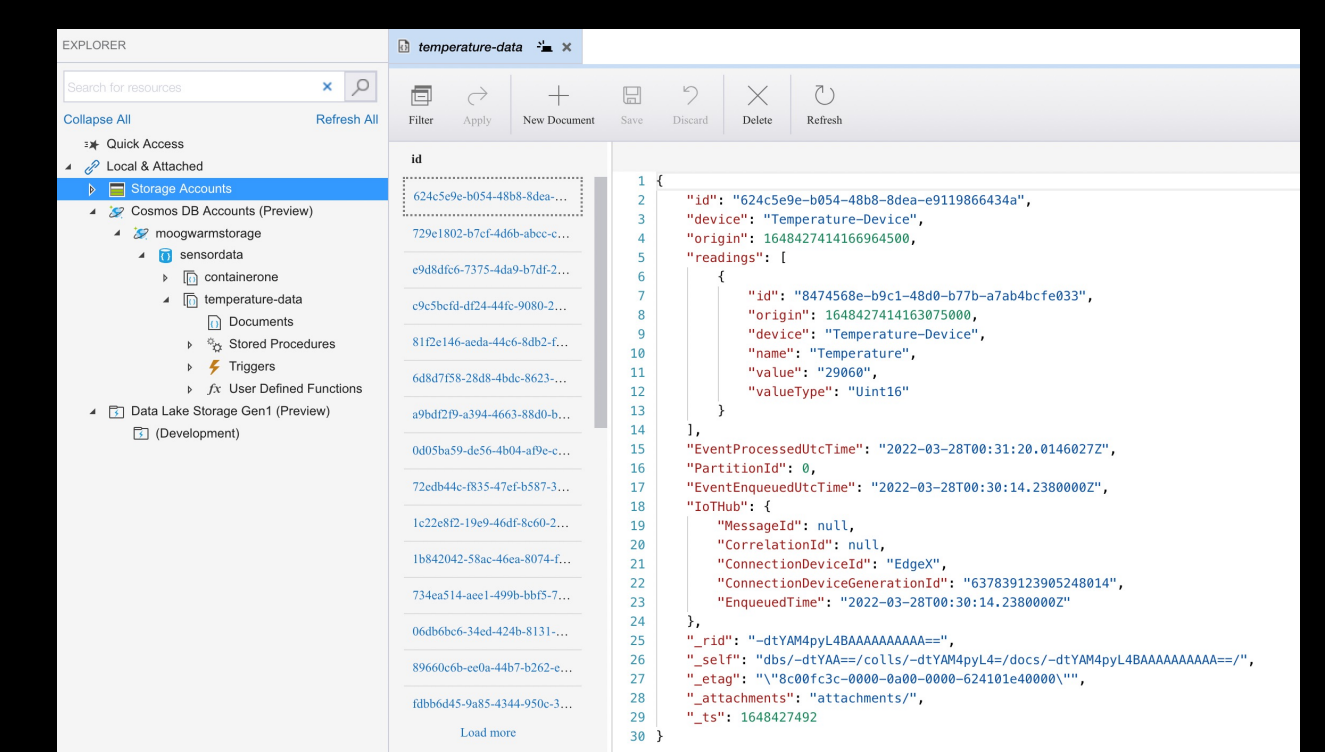 EXPLORER
Search for resources
Collapse All
Refresh All
Quick Access
Local & Attached
Storage Accounts
Cosmos DB Accounts (Preview)
moogwarmstorage
sensordata
containerone
temperature-data
Documents
Stored Procedures
Triggers
fx User Defined Functions
Data Lake Storage Gen1 (Preview)
(Development)
temperature-data
Filter
Apply
New Document
Save
Discard
Delete
Refresh
id
624c5e9e-b054-48b8-8dea-...
729e1802-b7cf-4d6b-abcc-c...
e9d8dfc6-7375-4da9-b7df-2...
c9c5bcfd-df24-44fc-9080-2...
81f2e146-aeda-44c6-8db2-f...
6d8d7f58-28d8-4bdc-8623-...
a9bdf2f9-a394-4663-88d0-b...
0d05ba59-de56-4b04-af9e-c...
72edb44c-f835-47ef-b587-3...
1c22e8f2-19e9-46df-8c60-2...
1b842042-58ac-46ea-8074-f...
734ea514-aee1-499b-bbf5-7...
06db6bc6-34ed-424b-8131-...
89660c6b-ee0a-44b7-b262-e...
fdbb6d45-9a85-4344-950c-3...
Load more
1 {
2 "id": "624c5e9e-b054-48b8-8dea-e9119866434a",
3 "device": "Temperature-Device",
4 "origin": 1648427414166964500,
5 "readings": [
6 {
7 "id": "8474568e-b9c1-48d0-b77b-a7ab4bcfe033",
8 "origin": 1648427414163075000,
9 "device": "Temperature-Device",
10 "name": "Temperature",
11 "value": "29060",
12 "valueType": "Uint16"
13 }
14 ],
15 "EventProcessedUtcTime": "2022-03-28T00:31:20.0146027Z",
16 "PartitionId": 0,
17 "EventEnqueuedUtcTime": "2022-03-28T00:30:14.2380000Z",
18 "IoTHub": {
19 "MessageId": null,
20 "CorrelationId": null,
21 "ConnectionDeviceId": "EdgeX",
22 "ConnectionDeviceGenerationId": "637839123905248014",
23 "EnqueuedTime": "2022-03-28T00:30:14.2380000Z"
24 },
25 "_rid": "-dtYAM4pyL4BAAAAAAAAAA==",
26 "_self": "dbs/-dtYAA==/colls/-dtYAM4pyL4=/docs/-dtYAM4pyL4BAAAAAAAAAA==/",
27 "_etag": "\"8c00fc3c-0000-0a00-0000-624101e40000\"",
28 "_attachments": "attachments/",
29 "_ts": 1648427492
30 }